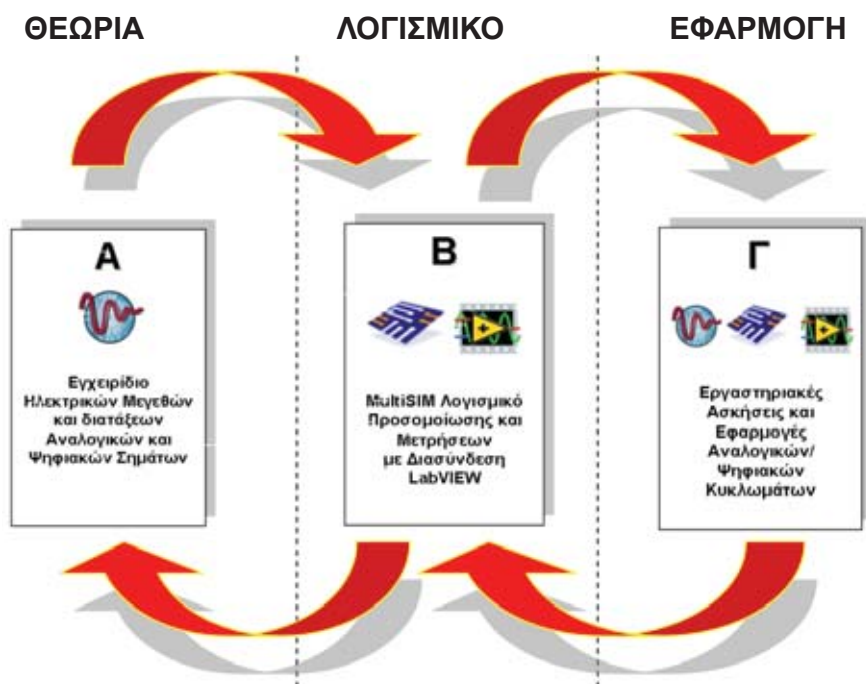 ΘΕΩΡΙΑ
ΛΟΓΙΣΜΙΚΟ
ΕΦΑΡΜΟΓΗ
Α
Εγχειρίδιο
Ηλεκτρικών Μεγεθών
και διατάξεων
Αναλογικών και
Ψηφιακών Σημάτων
Β
MultiSIM Λογισμικό
Προσομοίωσης και
Μετρήσεων
με Διασύνδεση
LabVIEW
Γ
Εργαστηριακές
Ασκήσεις και
Εφαρμογές
Αναλογικών/
Ψηφιακών
Κυκλωμάτων